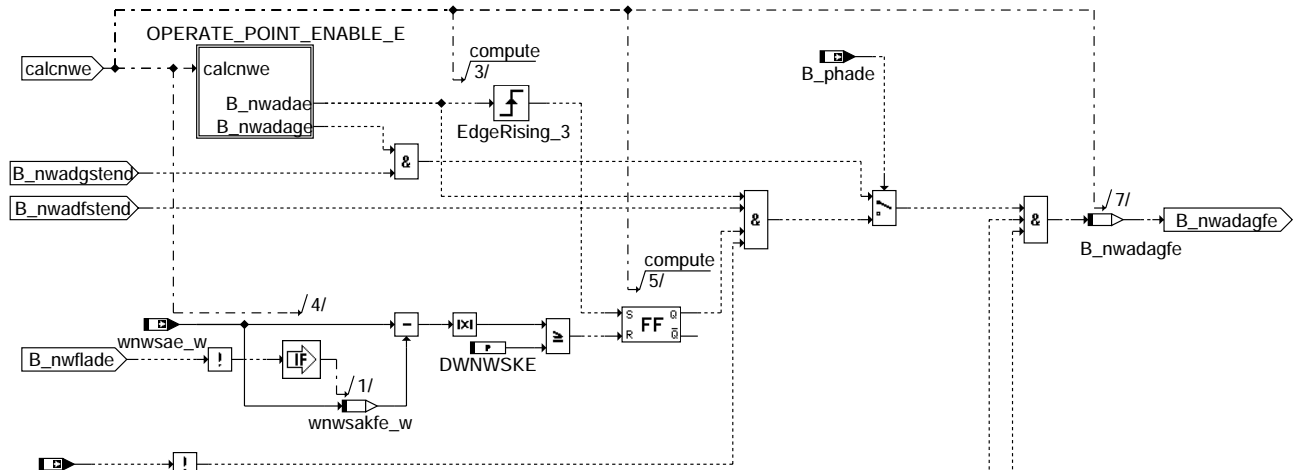 OPERATE_POINT_ENABLE_E
calcnwe
calcnwe
compute
3/
B_phade
B_nwadae
B_nwadage
EdgeRising_3
B_nwadgstend
&
B_nwadfstend
&
&
/7/
B_nwadagfe
B_nwadagfe
compute
5/
/4/
wnwsae_w
-
|X|
≥
S Q
FF
R Q
P
DWNWSKE
B_nwflade
!
IF
/1/
wnwsakfe_w
!